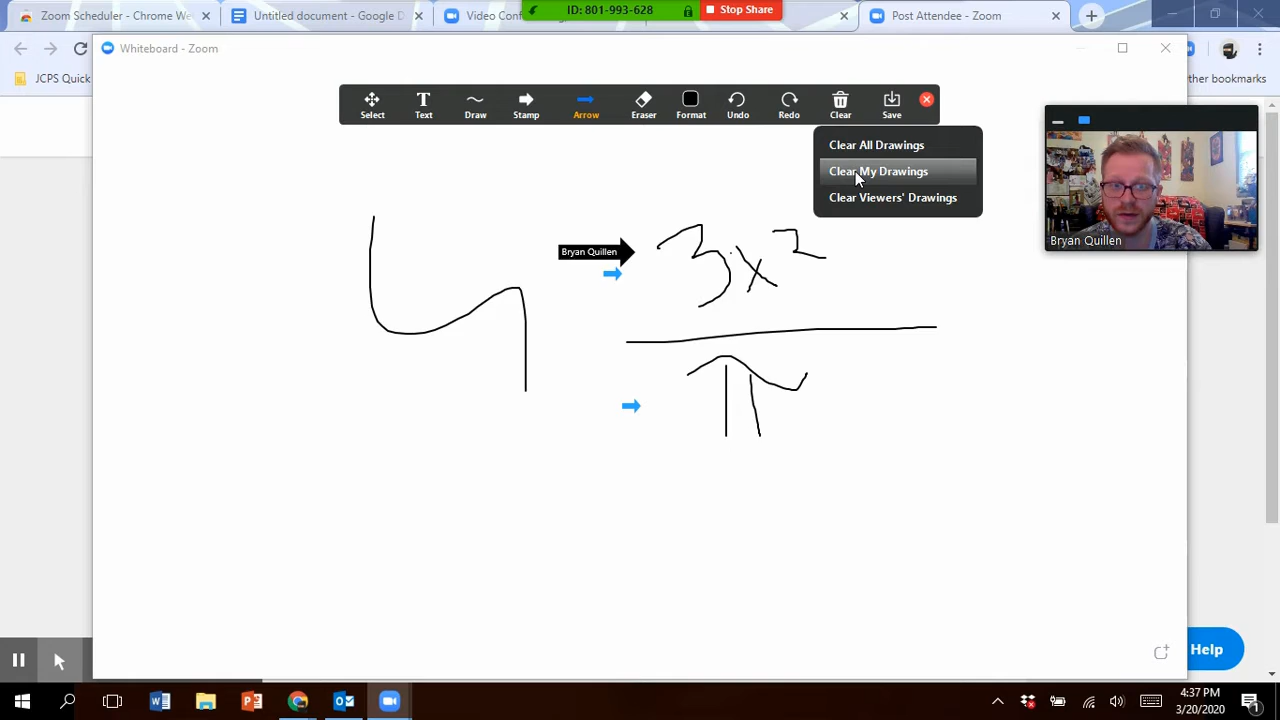 Zoom Scheduler - Chrome We
Untitled document - Google D
Video Conf
ID: 801-993-628
Stop Share
Post Attendee - Zoom
JCPS Quick
ther bookmarks
Whiteboard - Zoom
Select
Text
Draw
Stamp
Arrow
Eraser
Format
Undo
Redo
Clear
Save
Clear All Drawings
Clear My Drawings
Clear Viewers' Drawings
Bryan Quillen
Bryan Quillen
3x²
π
Help
4:37 PM
3/20/2020
1